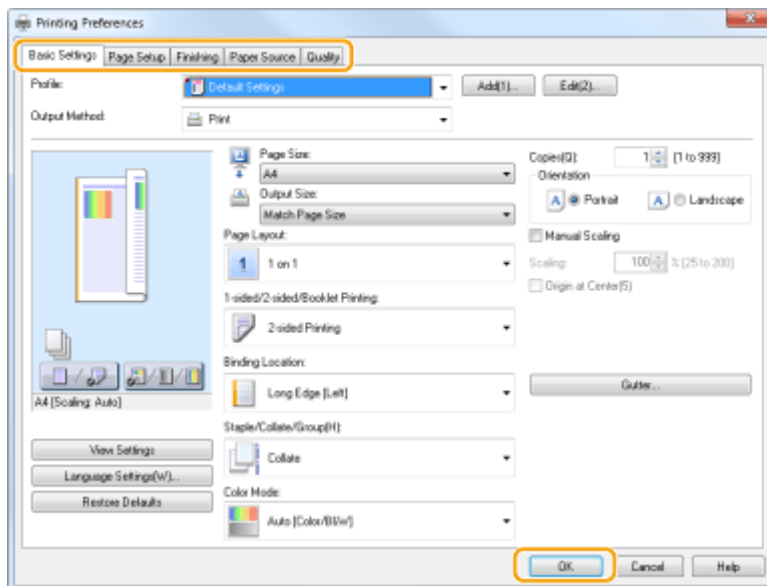 Printing Preferences
Basic Settings Page Setup Finishing Paper Source Quality
Profile: Default Settings Add(1)... Edit(2)...
Output Method: Print
Page Size:
A4
Output Size:
Match Page Size
Copies(Q): 1 [1 to 999]
Orientation
A Portrait A Landscape
Page Layout:
1 1 on 1
Manual Scaling
Scaling: 100 % [25 to 200]
Origin at Center(5)
1-sided/2-sided/Booklet Printing:
2-sided Printing
Binding Location:
Long Edge [Left]
Gutter...
A4 [Scaling: Auto]
Staple/Collate/Group(H):
Collate
View Settings
Language Settings(W)...
Restore Defaults
Color Mode:
Auto [Color/B&W]
OK Cancel Help